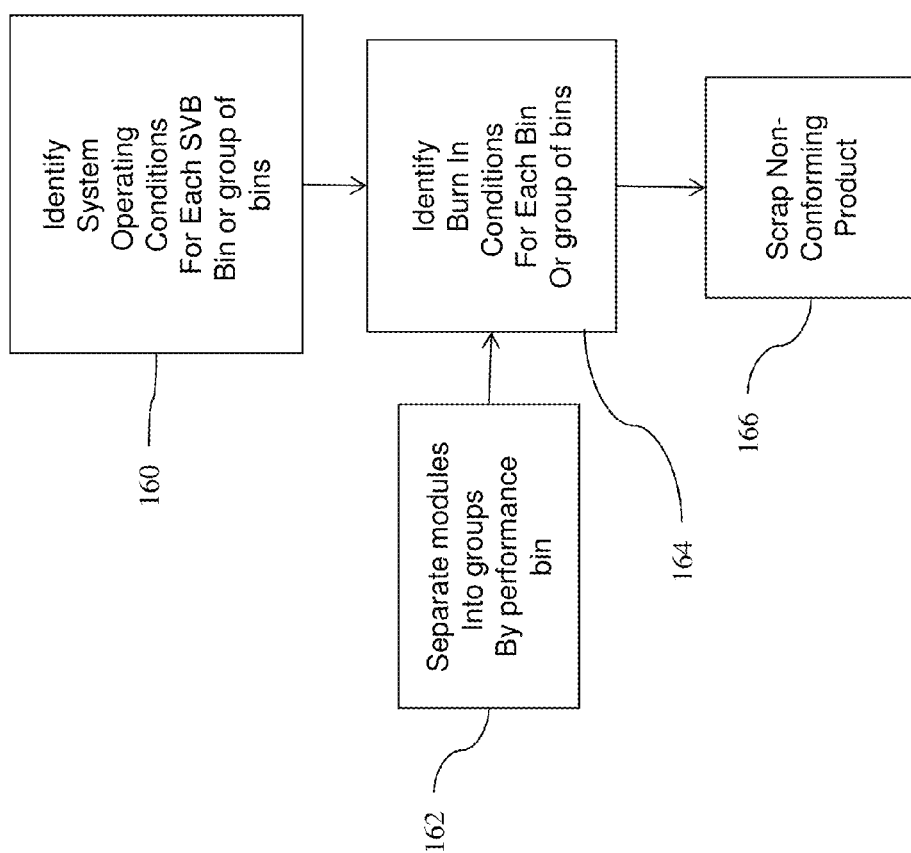 Identify
System
Operating
Conditions
For Each SVB
Bin or group of
bins
160
Separate modules
Into groups
By performance
bin
162
Identify
Burn In
Conditions
For Each Bin
Or group of bins
164
Scrap Non-
Conforming
Product
166